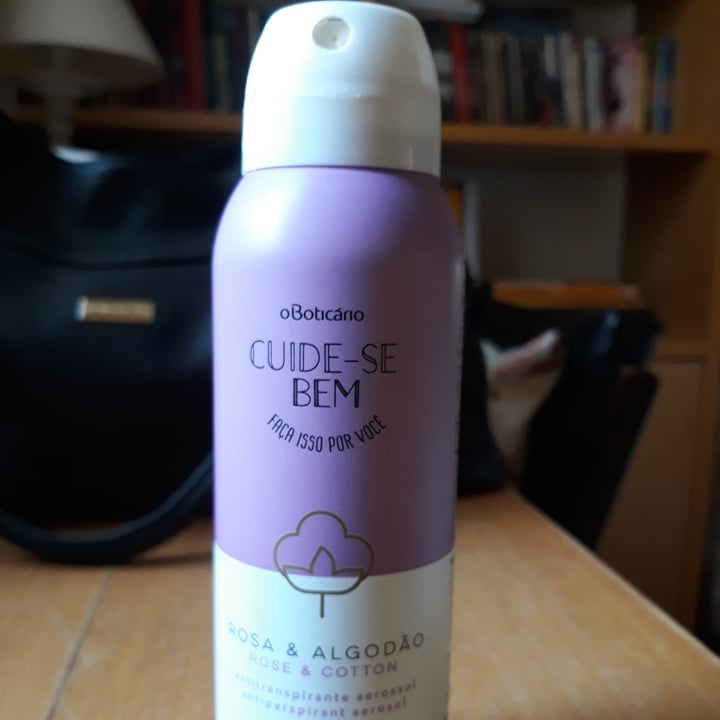 oBoticário
CUIDE-SE
BEM
FAÇA ISSO POR VOCÊ
ROSA & ALGODÃO
ROSE & COTTON
antitranspirante aerossol
antiperspirant aerosol